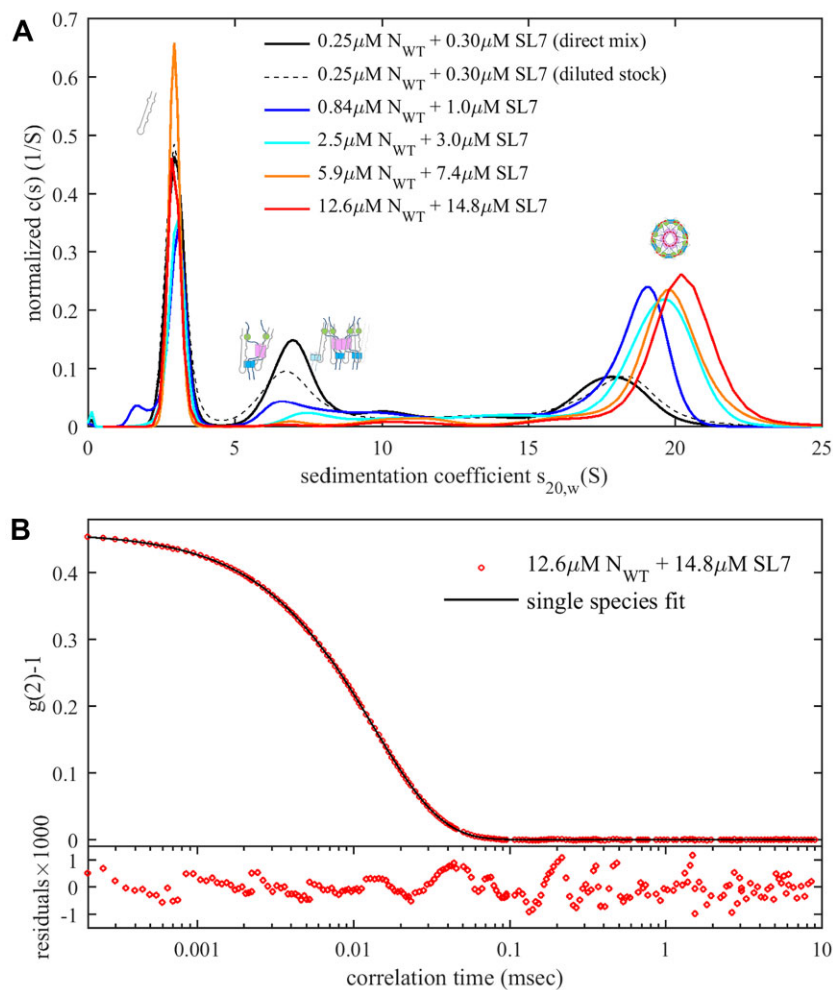 A
normalized c(s) (1/S)
0.7
0.6
0.5
0.4
0.3
0.2
0.1
0
0.25μM N_WT + 0.30μM SL7 (direct mix)
0.25μM N_WT + 0.30μM SL7 (diluted stock)
0.84μM N_WT + 1.0μM SL7
2.5μM N_WT + 3.0μM SL7
5.9μM N_WT + 7.4μM SL7
12.6μM N_WT + 14.8μM SL7
0 5 10 15 20 25
sedimentation coefficient s_20,w(S)
B
g(2)-1
0.4
0.3
0.2
0.1
0
12.6μM N_WT + 14.8μM SL7
single species fit
residuals×1000
1
0
-1
0.001 0.01 0.1 1 10
correlation time (msec)